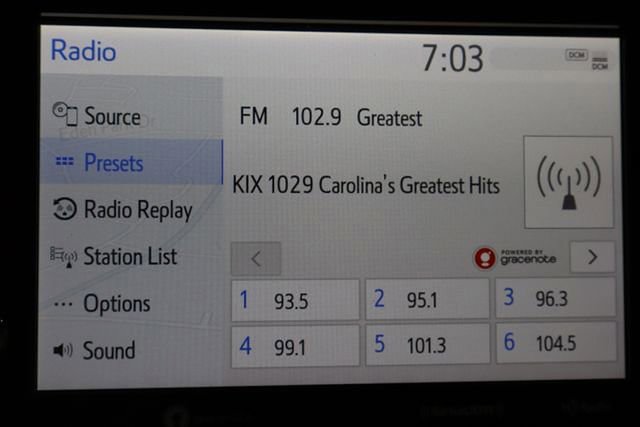 Radio
7:03
DCM
DCM
Source
Presets
Radio Replay
Station List
Options
Sound
FM 102.9 Greatest
KIX 1029 Carolina's Greatest Hits
POWERED BY
gracenote
1 93.5
2 95.1
3 96.3
4 99.1
5 101.3
6 104.5